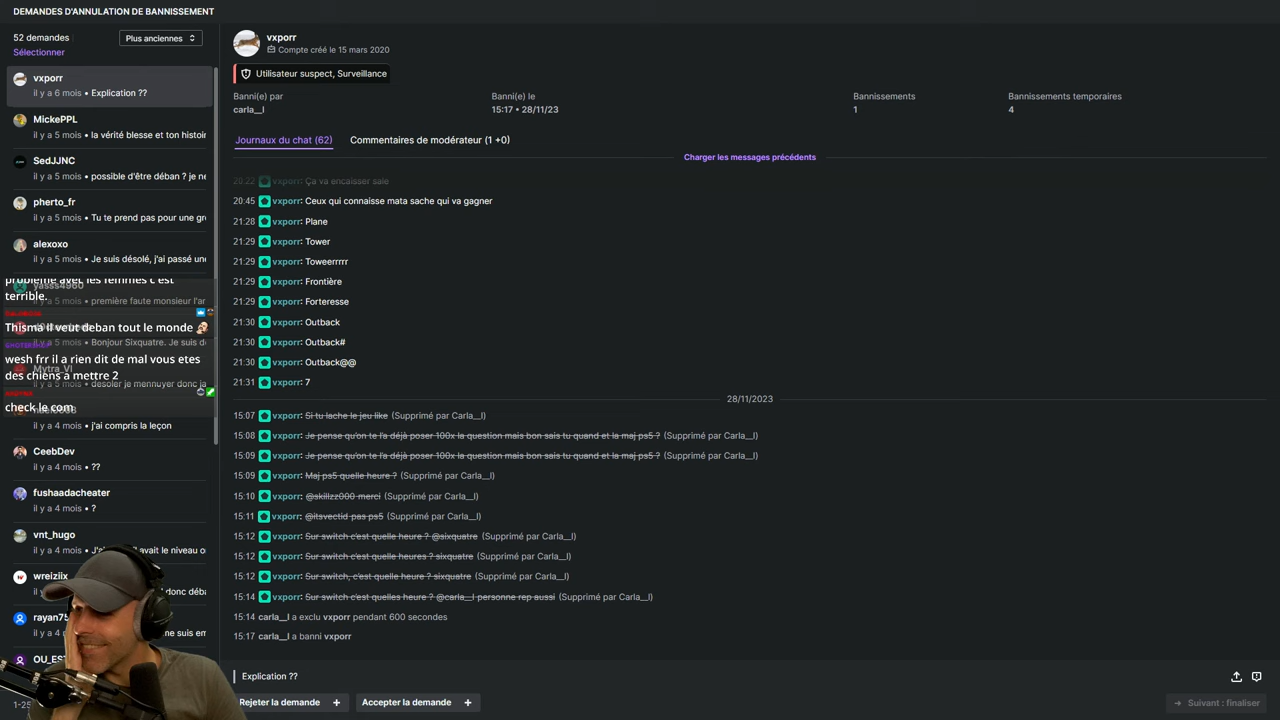 DEMANDES D'ANNULATION DE BANNISSEMENT
52 demandes
Plus anciennes
Sélectionner
vxporr
il y a 6 mois • Explication ??
MickePPL
il y a 5 mois • la vérité blesse et ton histoir
SedJJNC
il y a 5 mois • possible d'être déban ? je ne
pherto_fr
il y a 5 mois • Tu te prend pas pour une gr
alexoxo
il y a 5 mois • Je suis désolé, j'ai passé un
problème avec les femmes c'est
terrible.
il y a 5 mois • première faute monsieur l'ar
Thismo il veut deban tout le monde
il y a 5 mois • Bonjour Sixquatre. Je suis d
wesh frr il a rien dit de mal vous etes
Mytra_VI
des chiens a mettre 2
il y a 5 mois • desoler je mennuyer donc ja
check le com
il y a 4 mois • j'ai compris la leçon
CeebDev
il y a 4 mois • ??
fushaadacheater
il y a 4 mois • ?
vnt_hugo
il y a 4 mois
avait le niveau o
wreiziix
il y a
donc déba
rayan75
il y a 4
ne suis em
OU_EST
1-25
vxporr
Compte créé le 15 mars 2020
Utilisateur suspect, Surveillance
Banni(e) par
carla__l
Banni(e) le
15:17 • 28/11/23
Bannissements
1
Bannissements temporaires
4
Journaux du chat (62)
Commentaires de modérateur (1 +0)
Charger les messages précédents
20:22 vxporr: Ça va encaisser sale
20:45 vxporr: Ceux qui connaisse mata sache qui va gagner
21:28 vxporr: Plane
21:29 vxporr: Tower
21:29 vxporr: Toweerrrrr
21:29 vxporr: Frontière
21:29 vxporr: Forteresse
21:30 vxporr: Outback
21:30 vxporr: Outback#
21:30 vxporr: Outback@@
21:31 vxporr: 7
28/11/2023
15:07 vxporr: Si tu lache le jeu like (Supprimé par Carla__l)
15:08 vxporr: Je pense qu'on te l'a déjà poser 100x la question mais bon sais tu quand et la maj ps5 ? (Supprimé par Carla__l)
15:09 vxporr: Je pense qu'on te l'a déjà poser 100x la question mais bon sais tu quand et la maj ps5 ? (Supprimé par Carla__l)
15:09 vxporr: Maj ps5 quelle heure ? (Supprimé par Carla__l)
15:10 vxporr: @skillzz000 merci (Supprimé par Carla__l)
15:11 vxporr: @itsvectid pas ps5 (Supprimé par Carla__l)
15:12 vxporr: Sur switch c'est quelle heure ? @sixquatre (Supprimé par Carla__l)
15:12 vxporr: Sur switch c'est quelle heures ? sixquatre (Supprimé par Carla__l)
15:12 vxporr: Sur switch, c'est quelle heure ? sixquatre (Supprimé par Carla__l)
15:14 vxporr: Sur switch c'est quelles heure ? @carla__l personne rep aussi (Supprimé par Carla__l)
15:14 carla__l a exclu vxporr pendant 600 secondes
15:17 carla__l a banni vxporr
Explication ??
Rejeter la demande +
Accepter la demande +
Suivant : finaliser